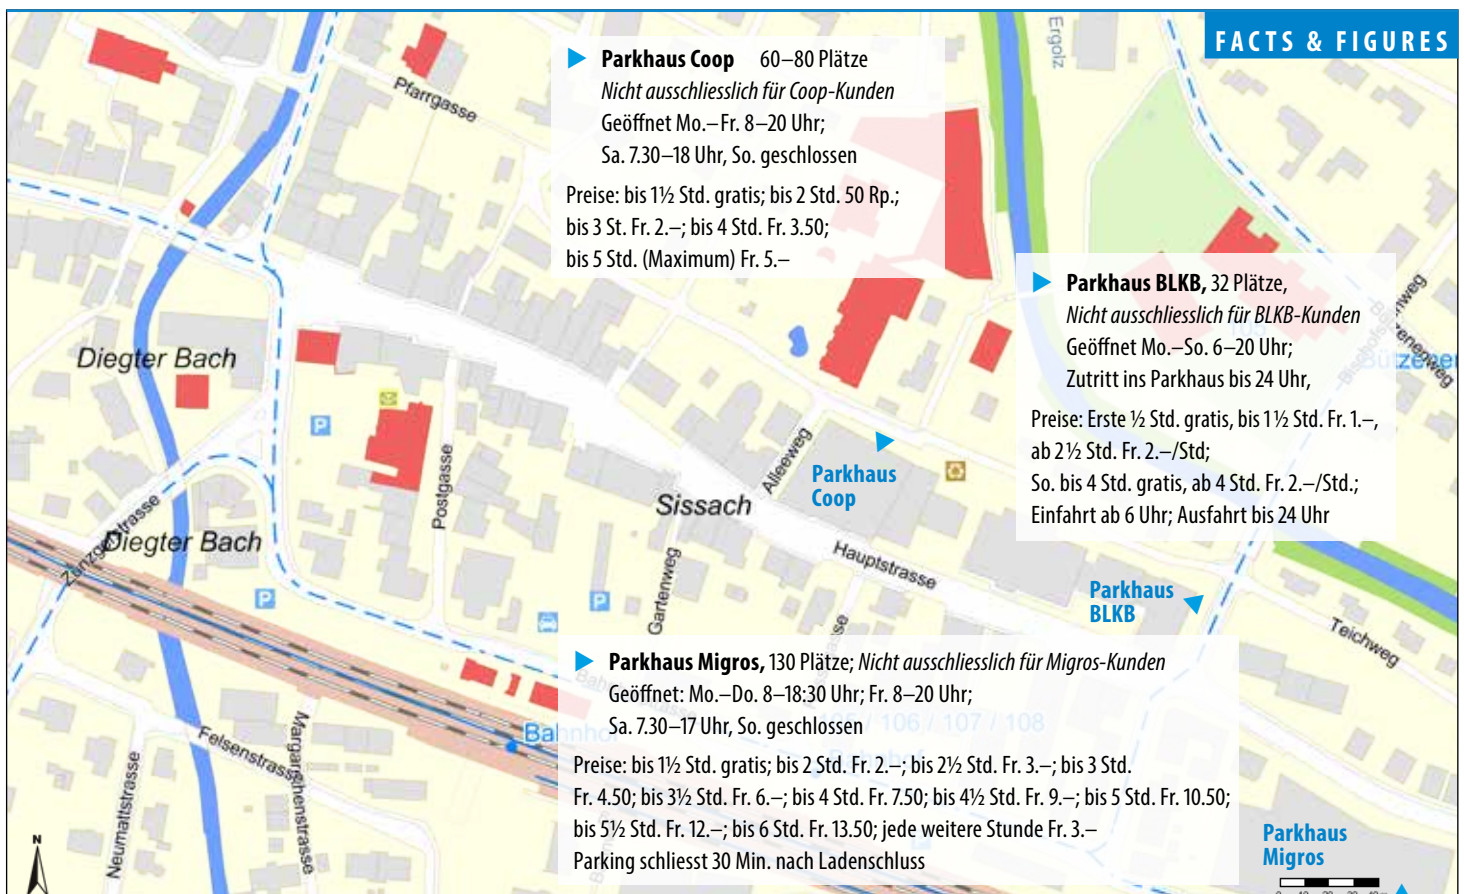 FACTS & FIGURES
Ergolz
Pfarrgasse
Parkhaus Coop 60–80 Plätze
Nicht ausschliesslich für Coop-Kunden
Geöffnet Mo.–Fr. 8–20 Uhr;
Sa. 7.30–18 Uhr, So. geschlossen
Preise: bis 1½ Std. gratis; bis 2 Std. 50 Rp.;
bis 3 St. Fr. 2.–; bis 4 Std. Fr. 3.50;
bis 5 Std. (Maximum) Fr. 5.–
Parkhaus BLKB, 32 Plätze,
Nicht ausschliesslich für BLKB-Kunden
Geöffnet Mo.–So. 6–20 Uhr;
Zutritt ins Parkhaus bis 24 Uhr,
Preise: Erste ½ Std. gratis, bis 1½ Std. Fr. 1.–,
ab 2½ Std. Fr. 2.–/Std;
So. bis 4 Std. gratis, ab 4 Std. Fr. 2.–/Std.;
Einfahrt ab 6 Uhr; Ausfahrt bis 24 Uhr
105
Diegter Bach
P
Postgasse
Alleeweg
Parkhaus
Coop
Sissach
Zunzgerstrasse
Diegter Bach
Hauptstrasse
Gartenweg
P
P
Parkhaus
BLKB
Teichweg
Parkhaus Migros, 130 Plätze; Nicht ausschliesslich für Migros-Kunden
Geöffnet: Mo.–Do. 8–18:30 Uhr; Fr. 8–20 Uhr;
Sa. 7.30–17 Uhr, So. geschlossen
Preise: bis 1½ Std. gratis; bis 2 Std. Fr. 2.–; bis 2½ Std. Fr. 3.–; bis 3 Std.
Fr. 4.50; bis 3½ Std. Fr. 6.–; bis 4 Std. Fr. 7.50; bis 4½ Std. Fr. 9.–; bis 5 Std. Fr. 10.50;
bis 5½ Std. Fr. 12.–; bis 6 Std. Fr. 13.50; jede weitere Stunde Fr. 3.–
Parking schliesst 30 Min. nach Ladenschluss
/ 106 / 107 / 108
Bahnhof
Bahnhof
Felsenstrasse
Margarethenstrasse
Neumattstrasse
N
Parkhaus
Migros